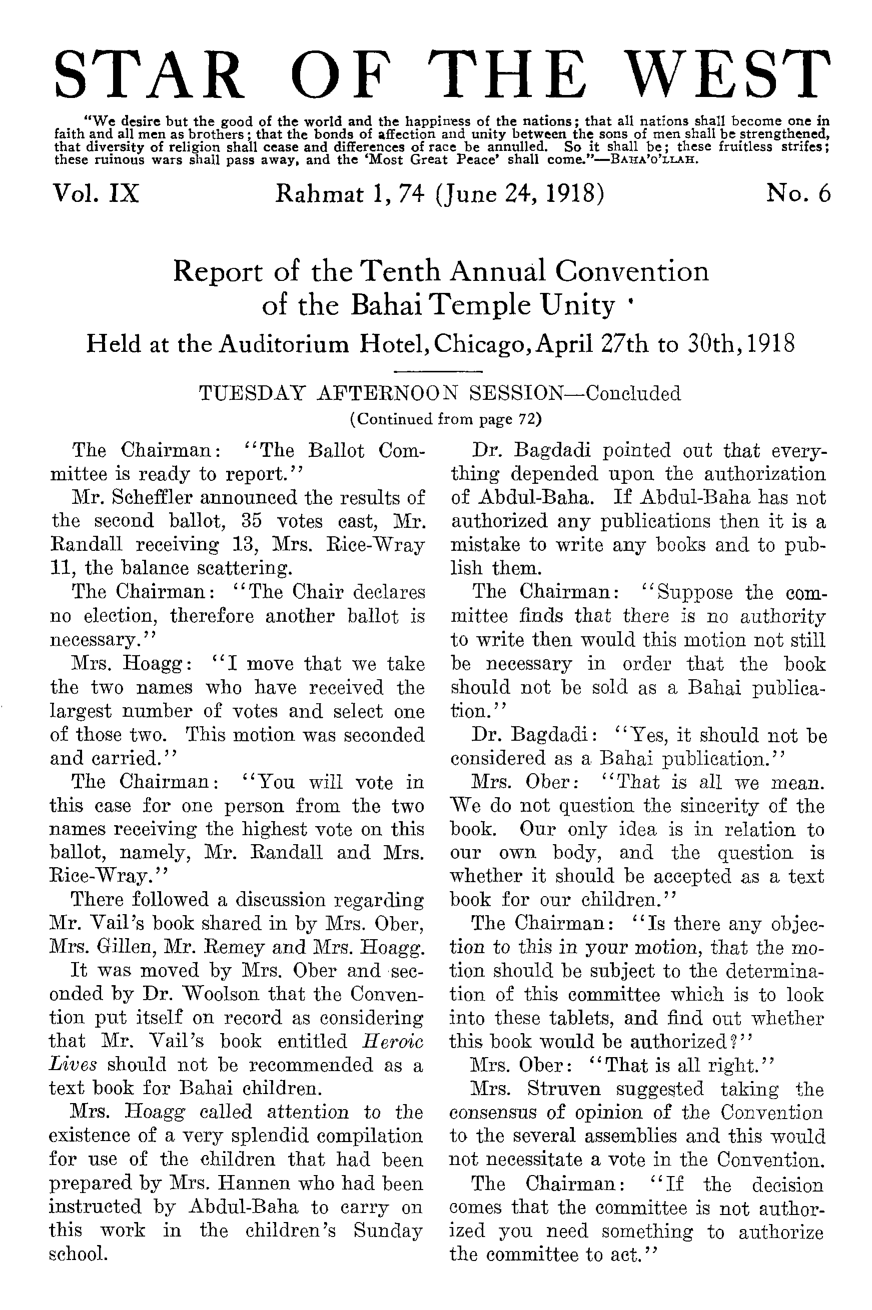 STAR OF THE WEST
"We desire but the good of the world and the happiness of the nations; that all nations shall become one in
faith and all men as brothers; that the bonds of affection and unity between the sons of men shall be strengthened,
that diversity of religion shall cease and differences of race be annulled. So it shall be; these fruitless strifes;
these ruinous wars shall pass away, and the 'Most Great Peace' shall come."—BAHA'O'LLAH.
Vol. IX Rahmat 1, 74 (June 24, 1918) No. 6
Report of the Tenth Annual Convention
of the Bahai Temple Unity
Held at the Auditorium Hotel, Chicago, April 27th to 30th, 1918
TUESDAY AFTERNOON SESSION—Concluded
(Continued from page 72)
The Chairman: "The Ballot Com-
mittee is ready to report."
Mr. Scheffler announced the results of
the second ballot, 35 votes cast, Mr.
Randall receiving 13, Mrs. Rice-Wray
11, the balance scattering.
The Chairman: "The Chair declares
no election, therefore another ballot is
necessary."
Mrs. Hoagg: "I move that we take
the two names who have received the
largest number of votes and select one
of those two. This motion was seconded
and carried."
The Chairman: "You will vote in
this case for one person from the two
names receiving the highest vote on this
ballot, namely, Mr. Randall and Mrs.
Rice-Wray."
There followed a discussion regarding
Mr. Vail's book shared in by Mrs. Ober,
Mrs. Gillen, Mr. Remey and Mrs. Hoagg.
It was moved by Mrs. Ober and sec-
onded by Dr. Woolson that the Conven-
tion put itself on record as considering
that Mr. Vail's book entitled Heroic
Lives should not be recommended as a
text book for Bahai children.
Mrs. Hoagg called attention to the
existence of a very splendid compilation
for use of the children that had been
prepared by Mrs. Hannen who had been
instructed by Abdul-Baha to carry on
this work in the children's Sunday
school.
Dr. Bagdadi pointed out that every-
thing depended upon the authorization
of Abdul-Baha. If Abdul-Baha has not
authorized any publications then it is a
mistake to write any books and to pub-
lish them.
The Chairman: "Suppose the com-
mittee finds that there is no authority
to write then would this motion not still
be necessary in order that the book
should not be sold as a Bahai publica-
tion."
Dr. Bagdadi: "Yes, it should not be
considered as a Bahai publication."
Mrs. Ober: "That is all we mean.
We do not question the sincerity of the
book. Our only idea is in relation to
our own body, and the question is
whether it should be accepted as a text
book for our children."
The Chairman: "Is there any objec-
tion to this in your motion, that the mo-
tion should be subject to the determina-
tion of this committee which is to look
into these tablets, and find out whether
this book would be authorized?"
Mrs. Ober: "That is all right."
Mrs. Struven suggested taking the
consensus of opinion of the Convention
to the several assemblies and this would
not necessitate a vote in the Convention.
The Chairman: "If the decision
comes that the committee is not author-
ized you need something to authorize
the committee to act."